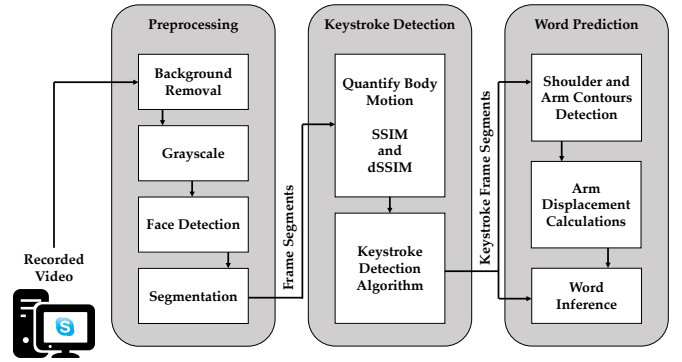 Preprocessing
Background
Removal
Grayscale
Face Detection
Segmentation
Recorded
Video
S
Frame Segments
Keystroke Detection
Quantify Body
Motion
SSIM
and
dSSIM
Keystroke
Detection
Algorithm
Keystroke Frame Segments
Word Prediction
Shoulder and
Arm Contours
Detection
Arm
Displacement
Calculations
Word
Inference